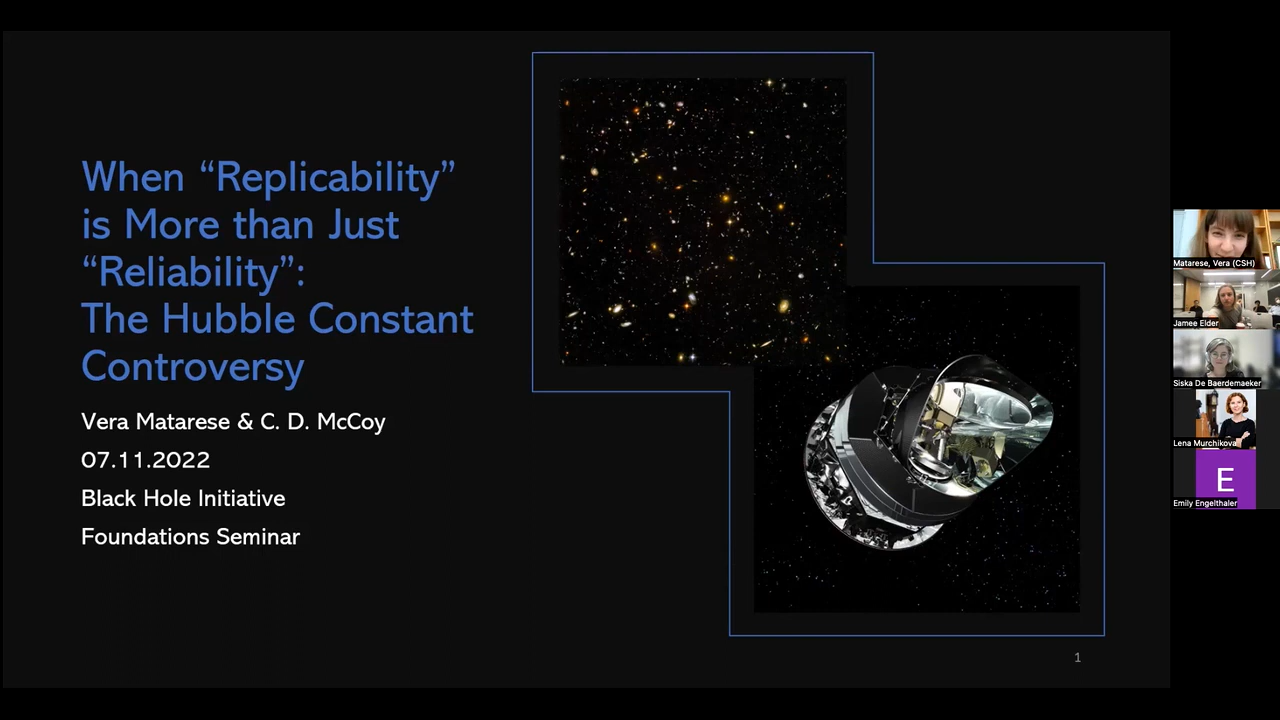 When “Replicability”
is More than Just
“Reliability”:
The Hubble Constant
Controversy
Vera Matarese & C. D. McCoy
07.11.2022
Black Hole Initiative
Foundations Seminar
1
Matarese, Vera (CSH)
Jamee Elder
Siska De Baerdemaeker
Lena Murchikova
E
Emily Engelthaler